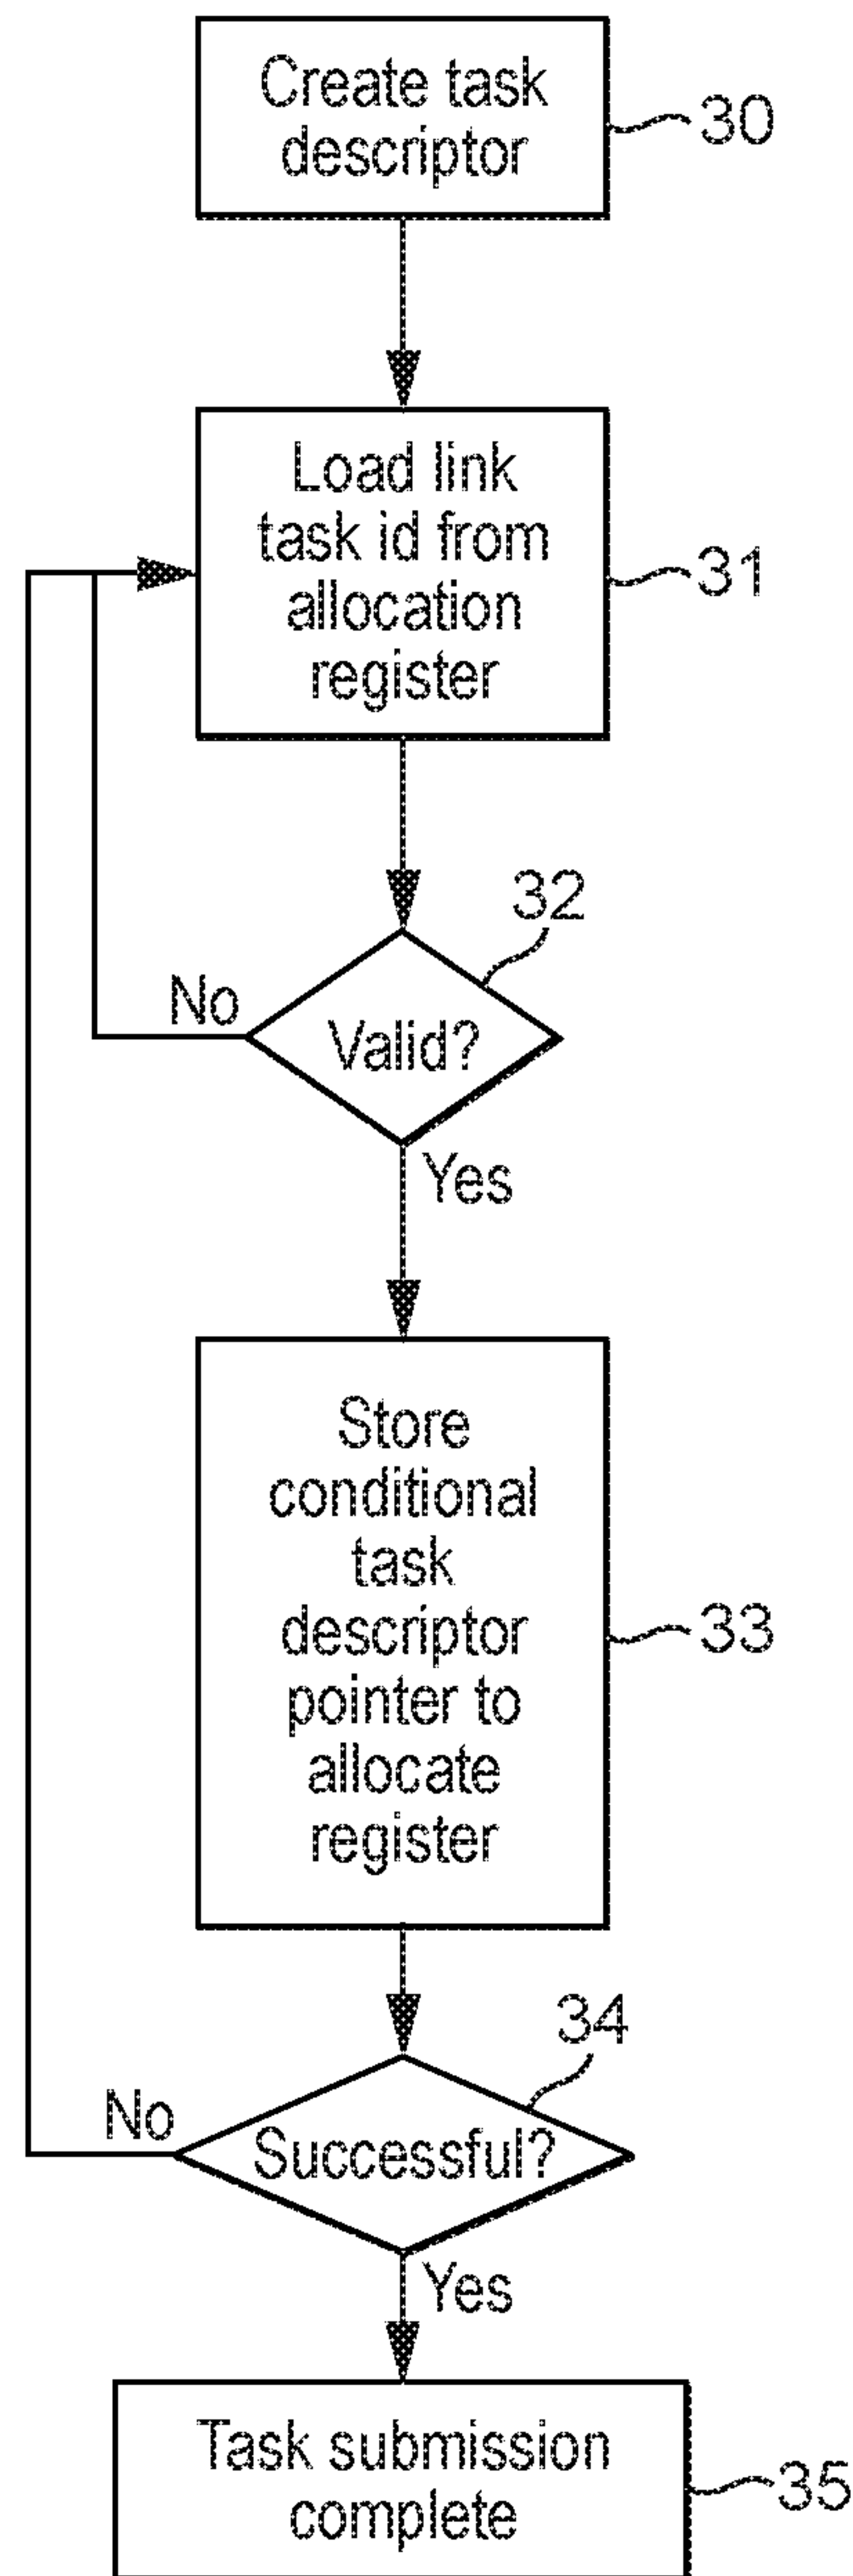 Create task
descriptor
30
Load link
task id from
allocation
register
31
32
No
Valid?
Yes
Store
conditional
task
descriptor
pointer to
allocate
register
33
34
No
Successful?
Yes
Task submission
complete
35